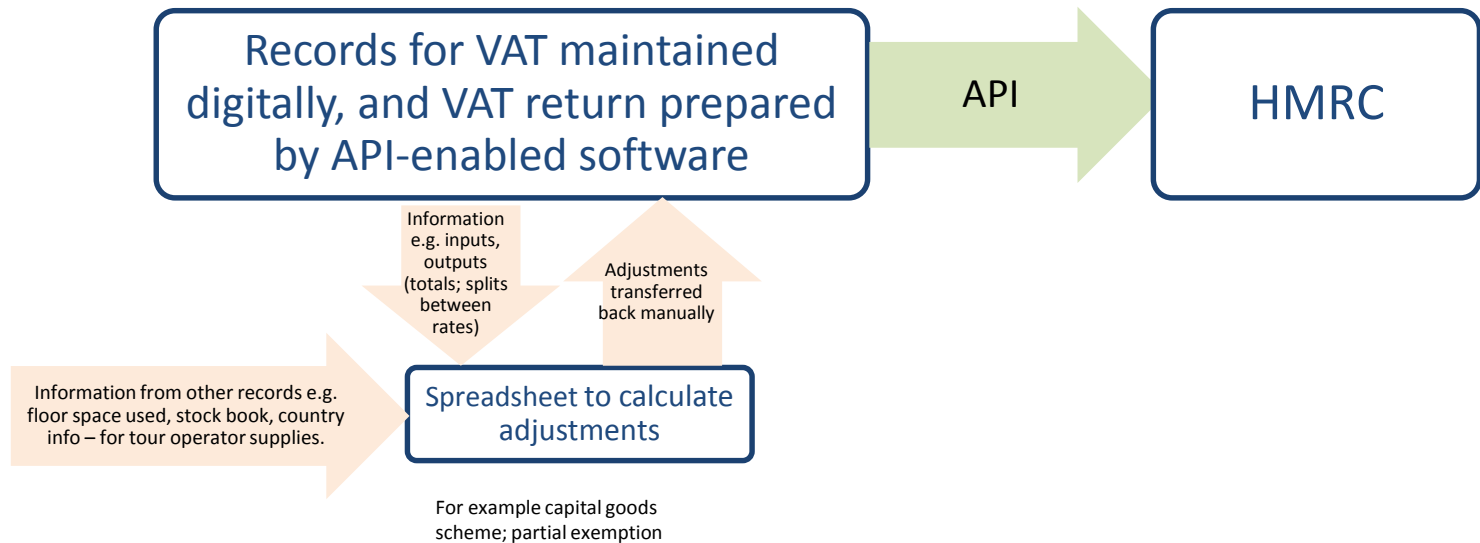 Records for VAT maintained
digitally, and VAT return prepared
by API-enabled software
API
HMRC
Information
e.g. inputs,
outputs
(totals; splits
between
rates)
Adjustments
transferred
back manually
Information from other records e.g.
floor space used, stock book, country
info – for tour operator supplies.
Spreadsheet to calculate
adjustments
For example capital goods
scheme; partial exemption